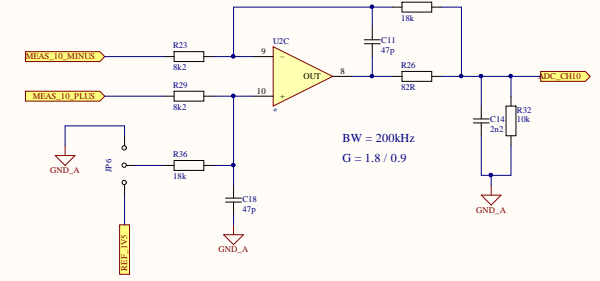 18k
R23
8k2
MEAS_10_MINUS
U2C
9
−
OUT
8
C11
47p
R26
82R
ADC_CH10
MEAS_10_PLUS
R29
8k2
10
+
*
C14
2n2
R32
10k
BW = 200kHz
G = 1.8 / 0.9
GND_A
JP6
R36
18k
C18
47p
GND_A
GND_A
REF_1V5